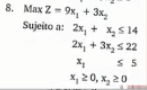 8. Max Z = 9x₁ + 3x₂
Sujeito a: 2x₁ + x₂ ≤ 14
2x₁ + 3x₂ ≤ 22
x₁ ≤ 5
x₁ ≥ 0, x₂ ≥ 0